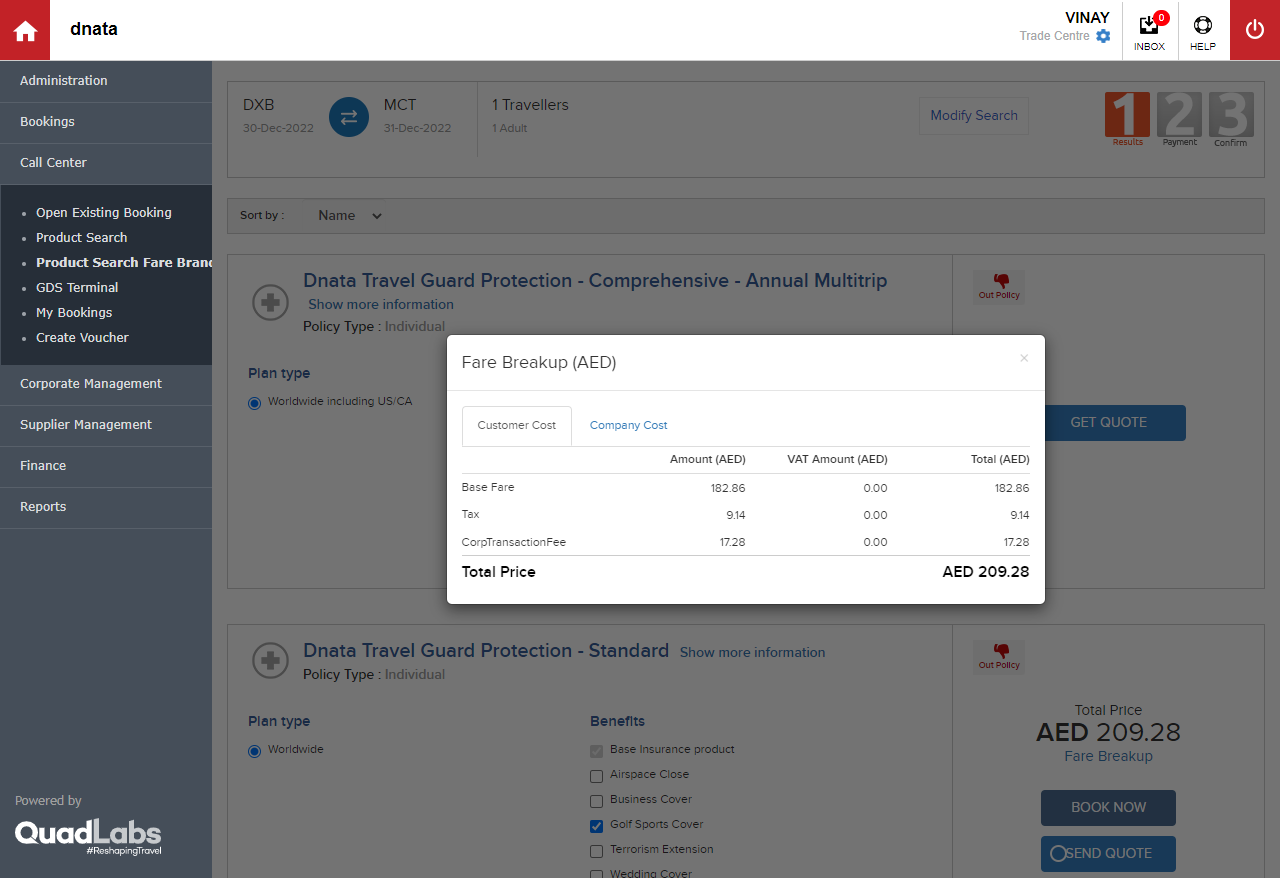 dnata
VINAY
Trade Centre
0
INBOX
HELP
Administration
Bookings
Call Center
Open Existing Booking
Product Search
Product Search Fare Brand
GDS Terminal
My Bookings
Create Voucher
Corporate Management
Supplier Management
Finance
Reports
Powered by
QuadLabs
#ReshapingTravel
DXB
30-Dec-2022
MCT
31-Dec-2022
1 Travellers
1 Adult
Modify Search
1 2 3
Results Payment Confirm
Sort by : Name
Dnata Travel Guard Protection - Comprehensive - Annual Multitrip
Show more information
Policy Type : Individual
Plan type
Worldwide including US/CA
Out Policy
GET QUOTE
Fare Breakup (AED) ×
Customer Cost Company Cost
Amount (AED) VAT Amount (AED) Total (AED)
Base Fare 182.86 0.00 182.86
Tax 9.14 0.00 9.14
CorpTransactionFee 17.28 0.00 17.28
Total Price AED 209.28
Dnata Travel Guard Protection - Standard Show more information
Policy Type : Individual
Plan type
Worldwide
Benefits
Base Insurance product
Airspace Close
Business Cover
Golf Sports Cover
Terrorism Extension
Wedding Cover
Out Policy
Total Price
AED 209.28
Fare Breakup
BOOK NOW
SEND QUOTE